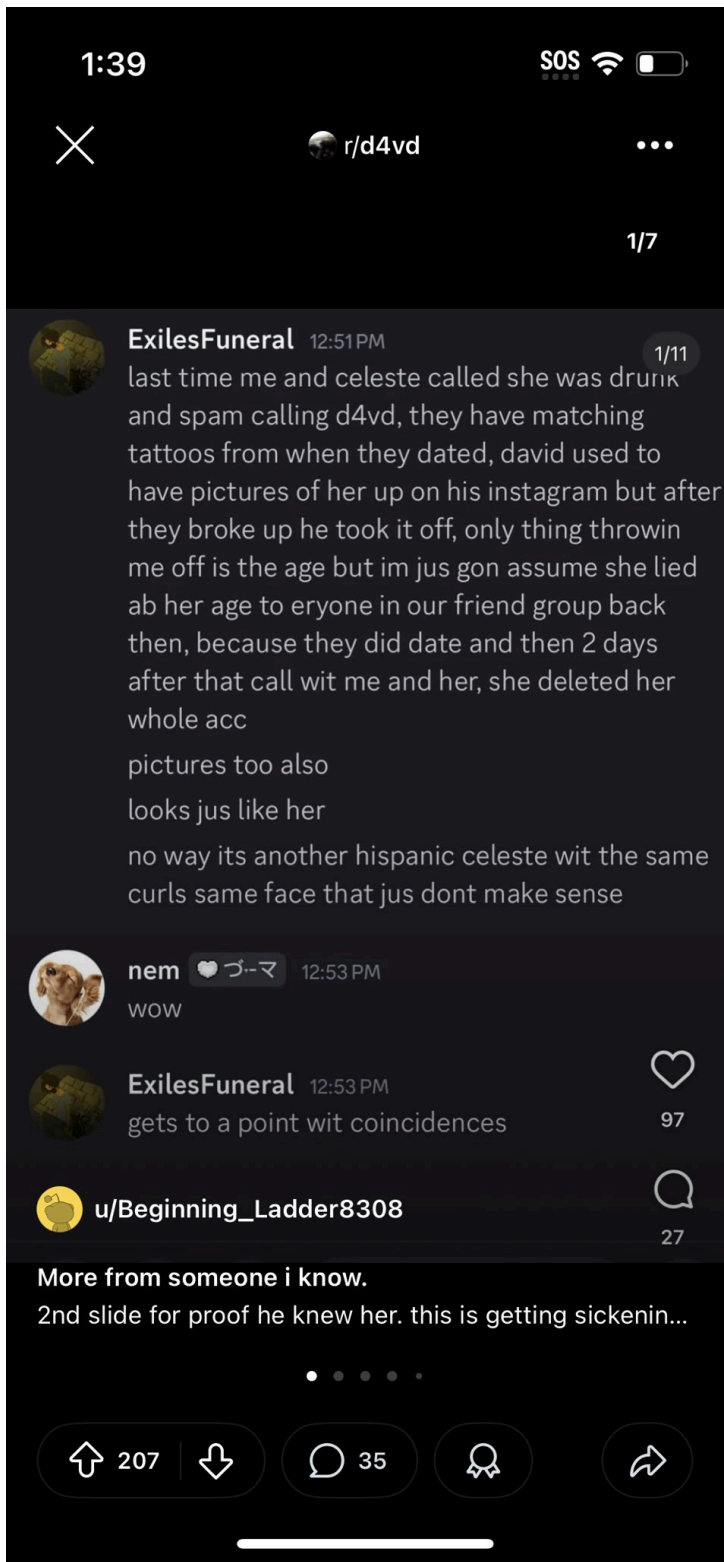 1:39
SOS
r/d4vd
1/7
ExilesFuneral 12:51 PM
1/11
last time me and celeste called she was drunk
and spam calling d4vd, they have matching
tattoos from when they dated, david used to
have pictures of her up on his instagram but after
they broke up he took it off, only thing throwin
me off is the age but im jus gon assume she lied
ab her age to eryone in our friend group back
then, because they did date and then 2 days
after that call wit me and her, she deleted her
whole acc
pictures too also
looks jus like her
no way its another hispanic celeste wit the same
curls same face that jus dont make sense
nem 🤍 づ-マ 12:53 PM
wow
ExilesFuneral 12:53 PM
gets to a point wit coincidences
97
u/Beginning_Ladder8308
27
More from someone i know.
2nd slide for proof he knew her. this is getting sickenin...
207
35